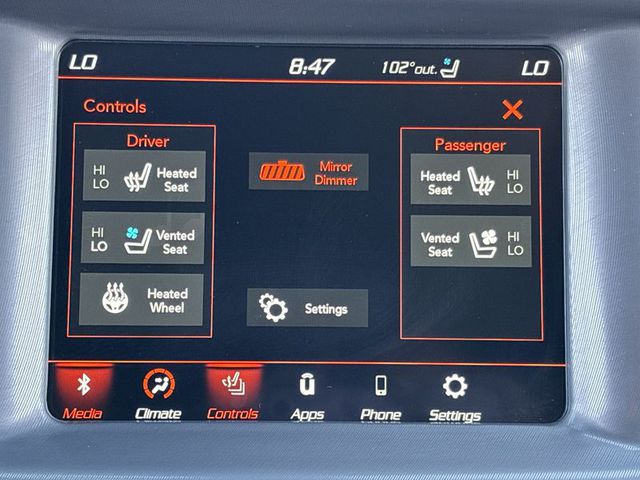 LO 8:47 102°out. LO
Controls
Driver
HI
LO
Heated
Seat
HI
LO
Vented
Seat
Heated
Wheel
Mirror
Dimmer
Settings
Passenger
Heated
Seat
HI
LO
Vented
Seat
HI
LO
Media Climate Controls Apps Phone Settings